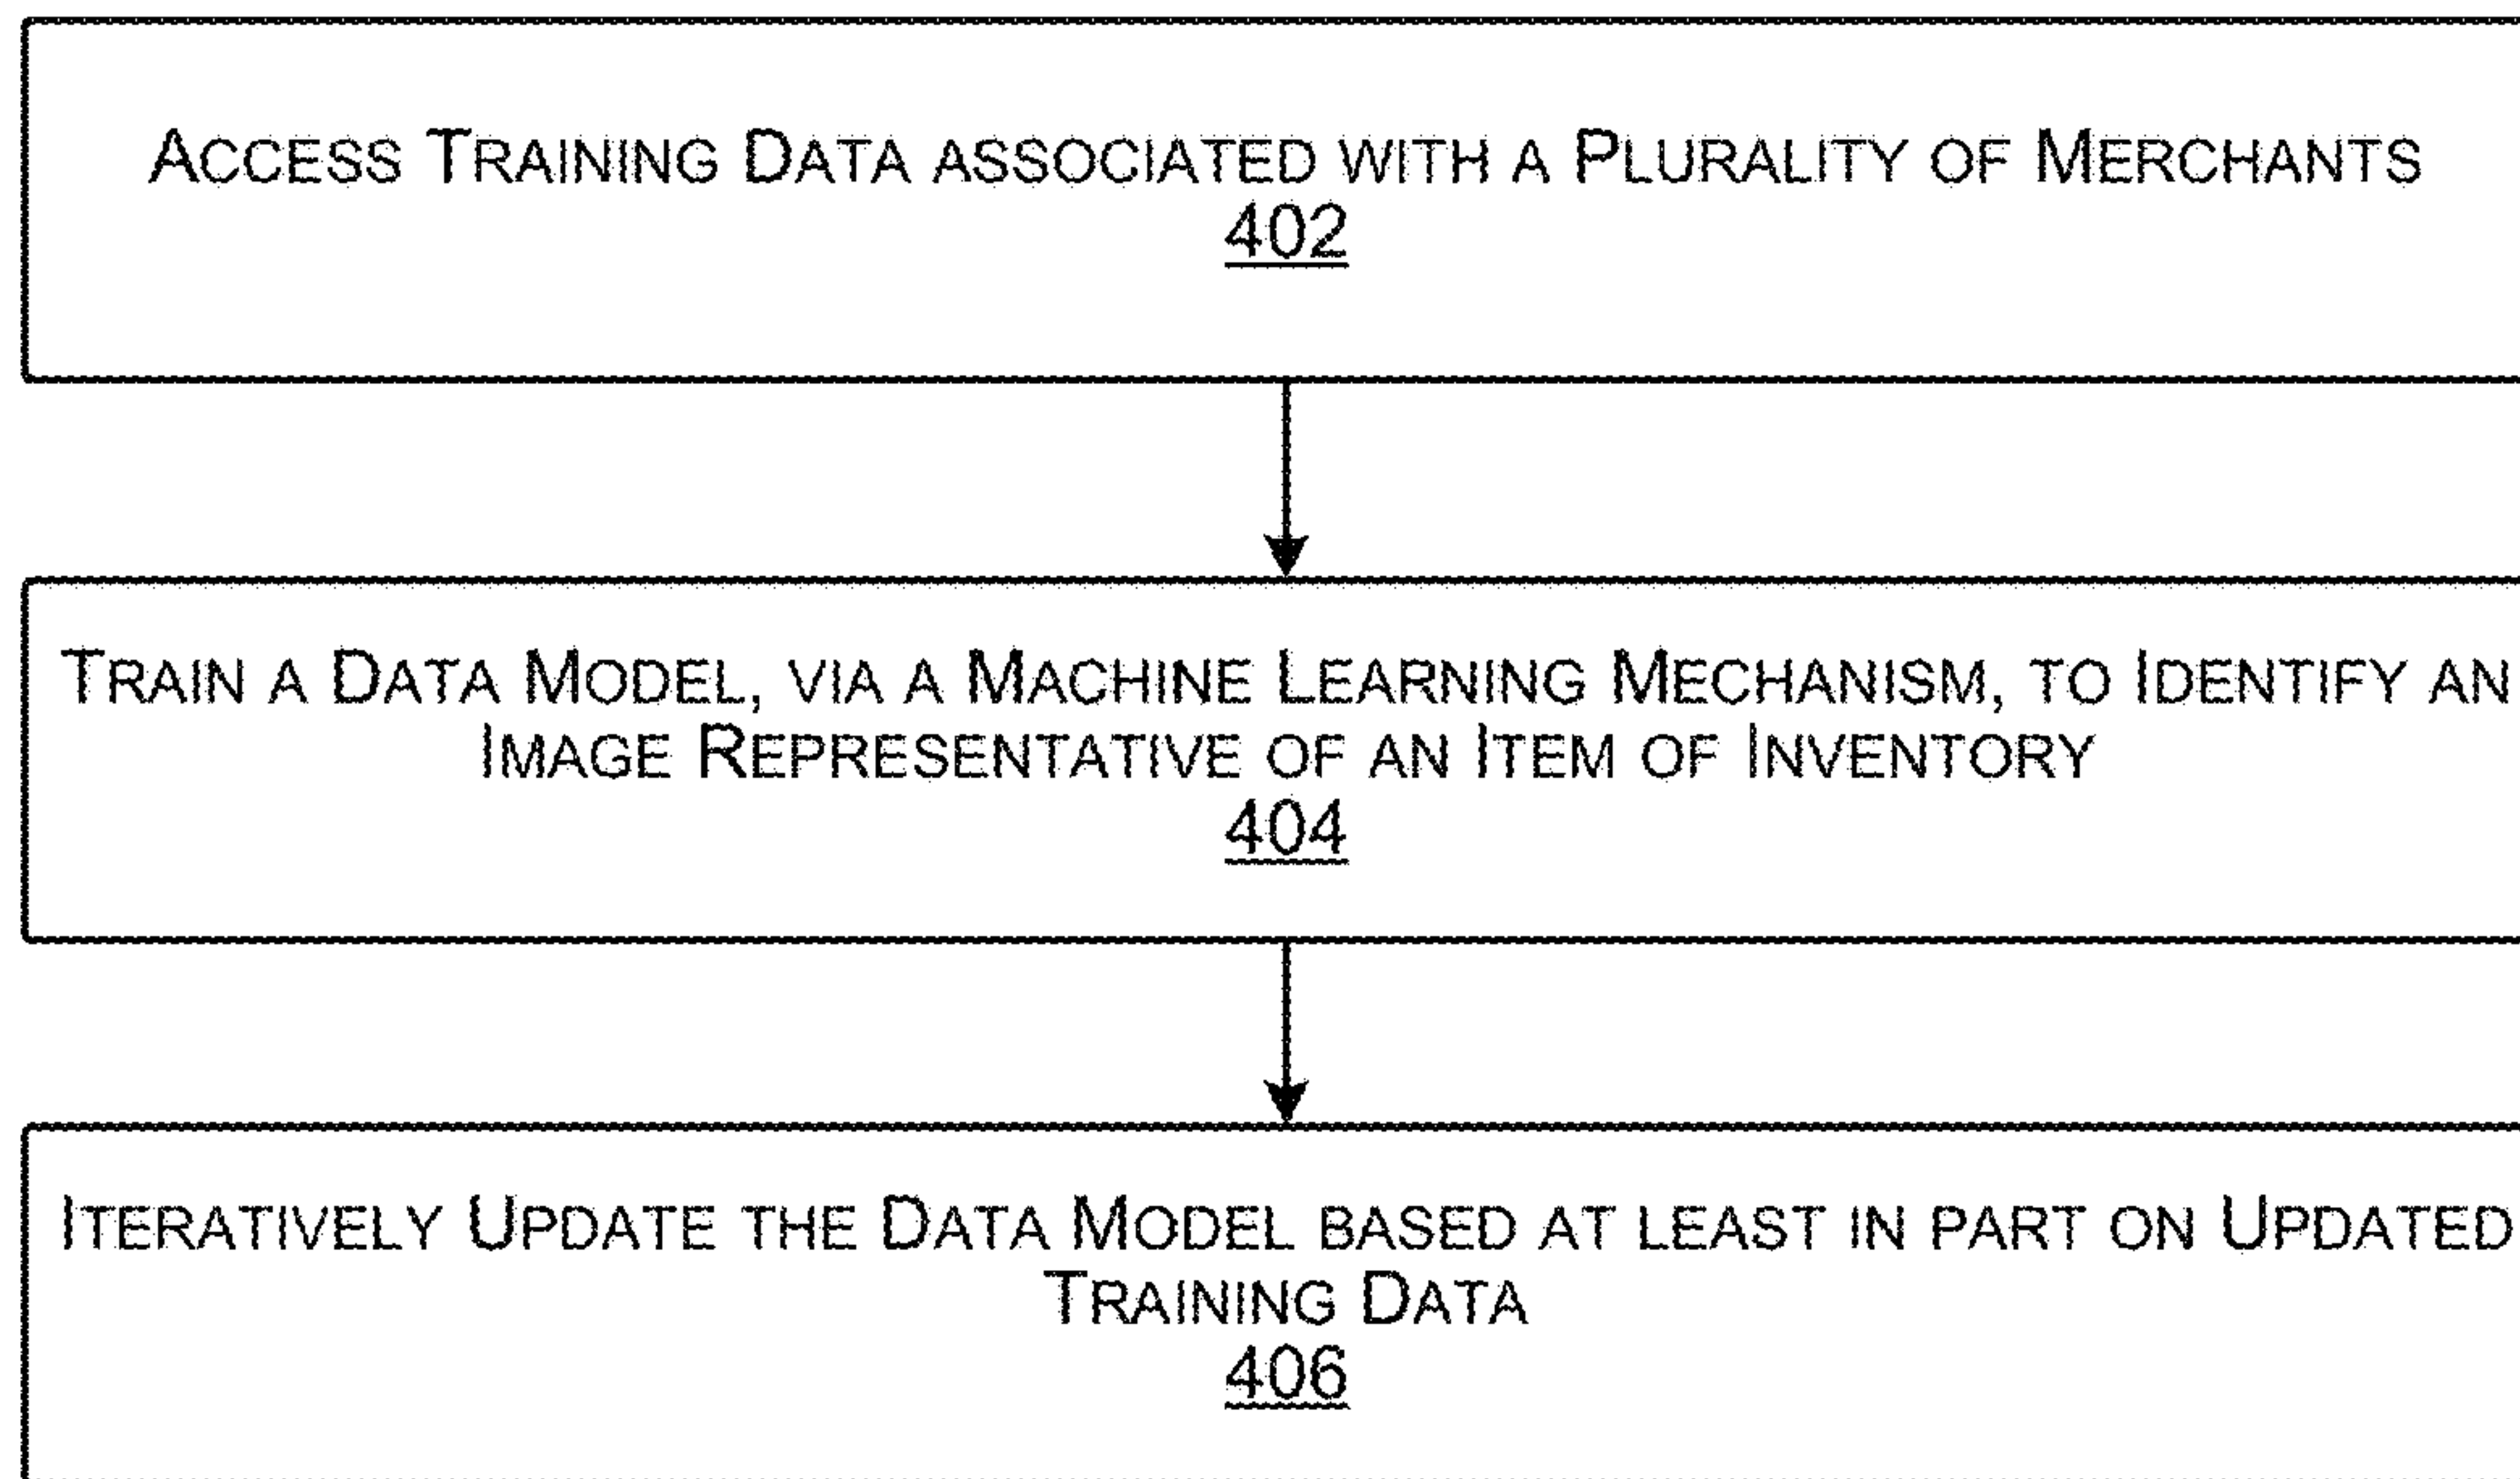 ACCESS TRAINING DATA ASSOCIATED WITH A PLURALITY OF MERCHANTS
402
TRAIN A DATA MODEL, VIA A MACHINE LEARNING MECHANISM, TO IDENTIFY AN
IMAGE REPRESENTATIVE OF AN ITEM OF INVENTORY
404
ITERATIVELY UPDATE THE DATA MODEL BASED AT LEAST IN PART ON UPDATED
TRAINING DATA
406